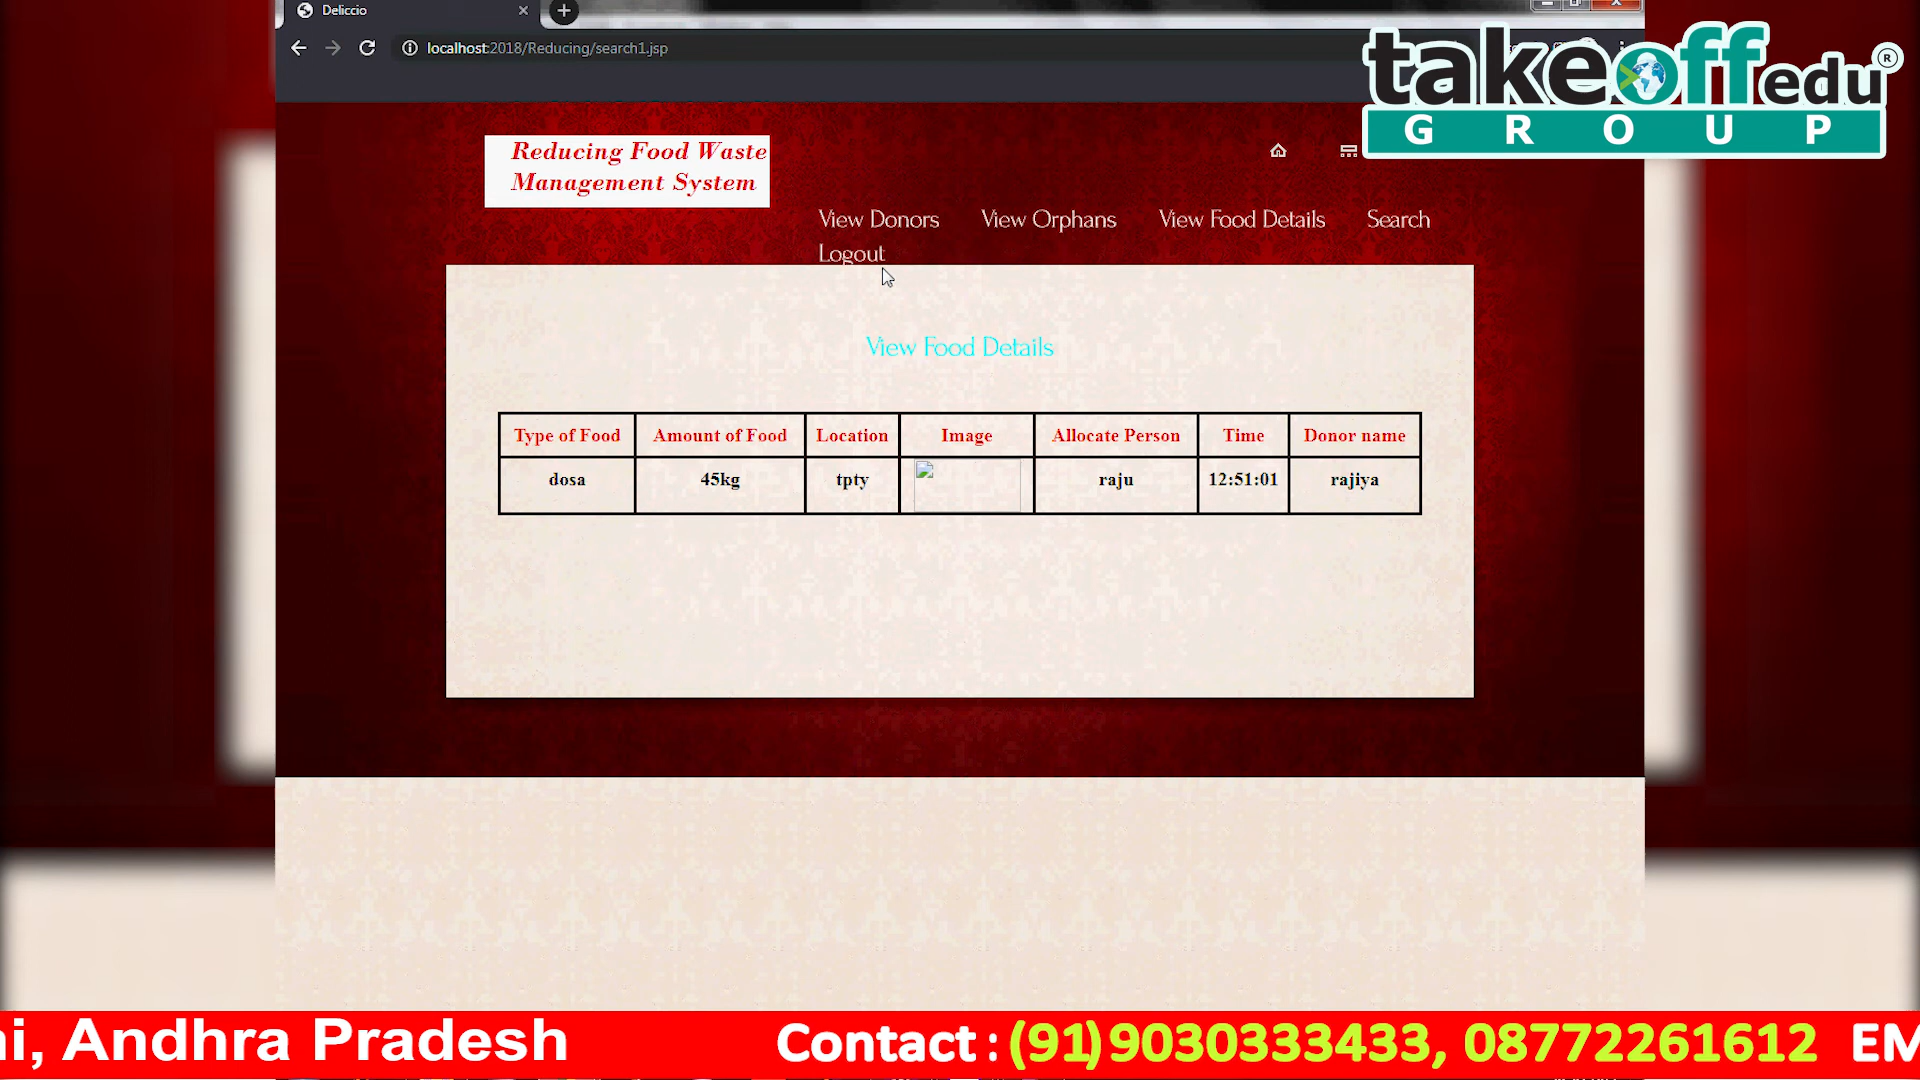 Deliccio
localhost:2018/Reducing/search1.jsp
takeoffedu ®
GROUP
Reducing Food Waste
Management System
View Donors View Orphans View Food Details Search
Logout
View Food Details
Type of Food Amount of Food Location Image Allocate Person Time Donor name
dosa 45kg tpty raju 12:51:01 rajiya
i, Andhra Pradesh Contact : (91)9030333433, 08772261612 EM